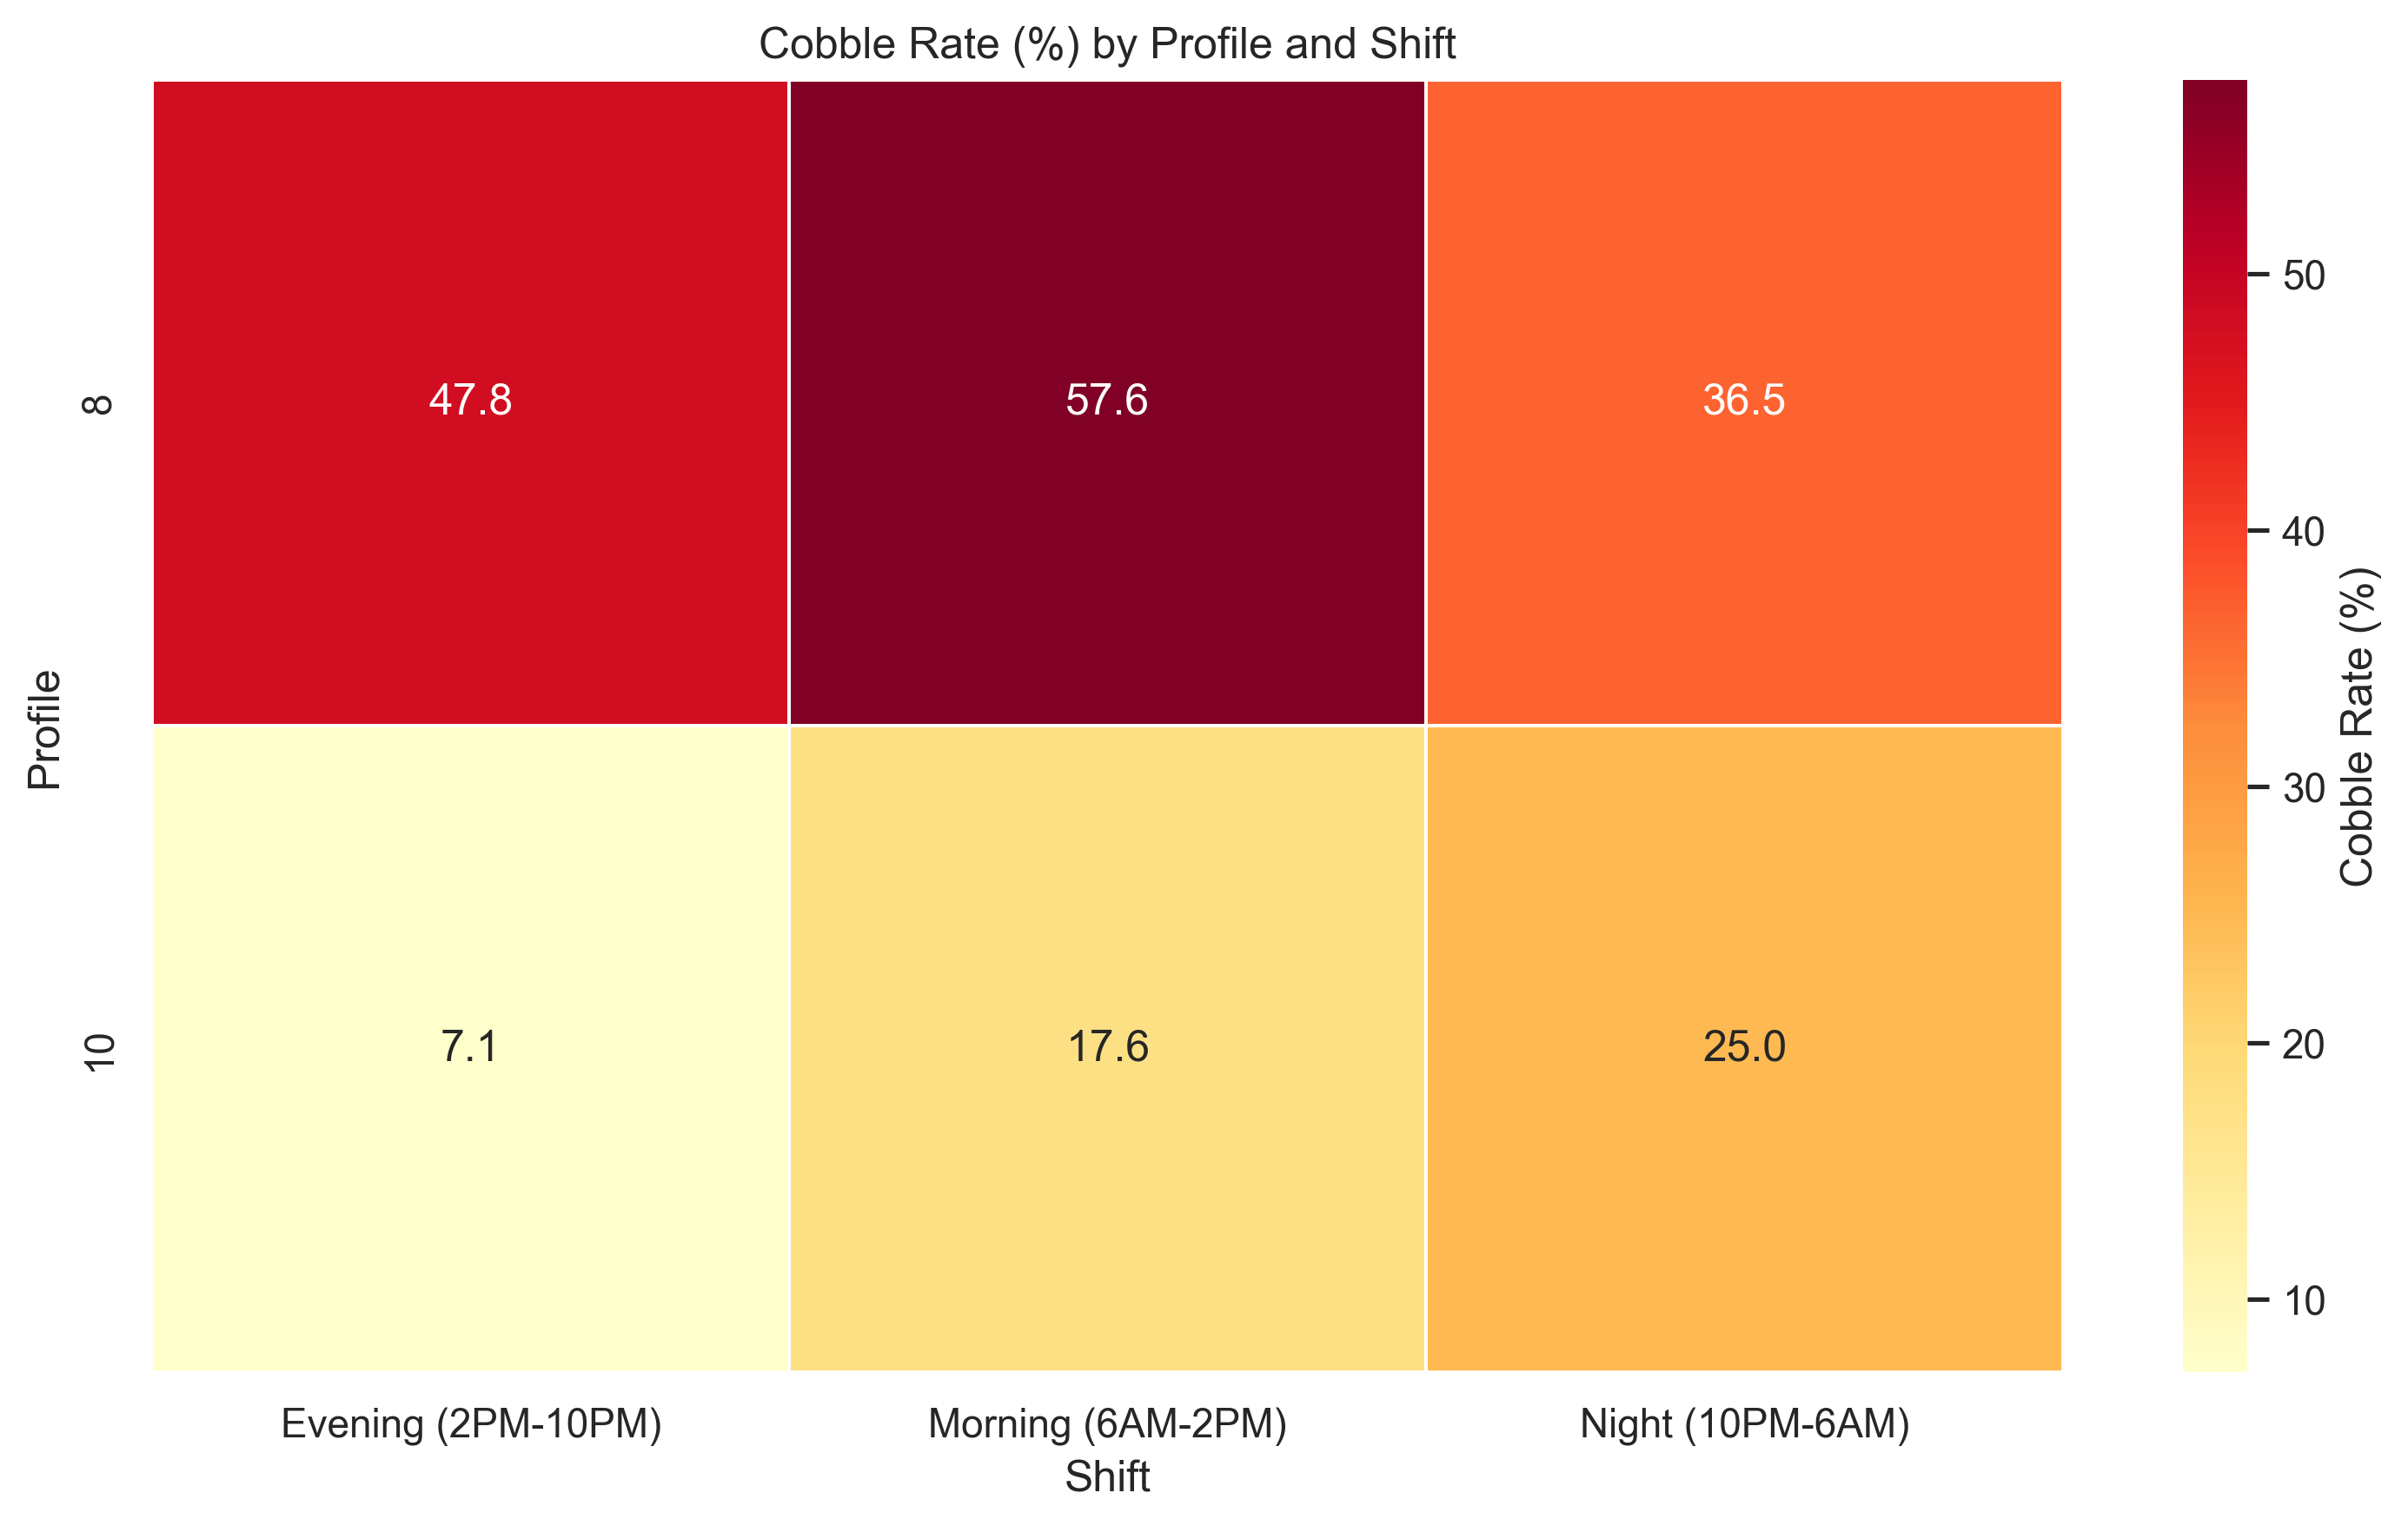 Cobble Rate (%) by Profile and Shift
Profile
8
47.8
57.6
36.5
10
7.1
17.6
25.0
Evening (2PM-10PM)
Morning (6AM-2PM)
Night (10PM-6AM)
Shift
50
40
30
20
10
Cobble Rate (%)